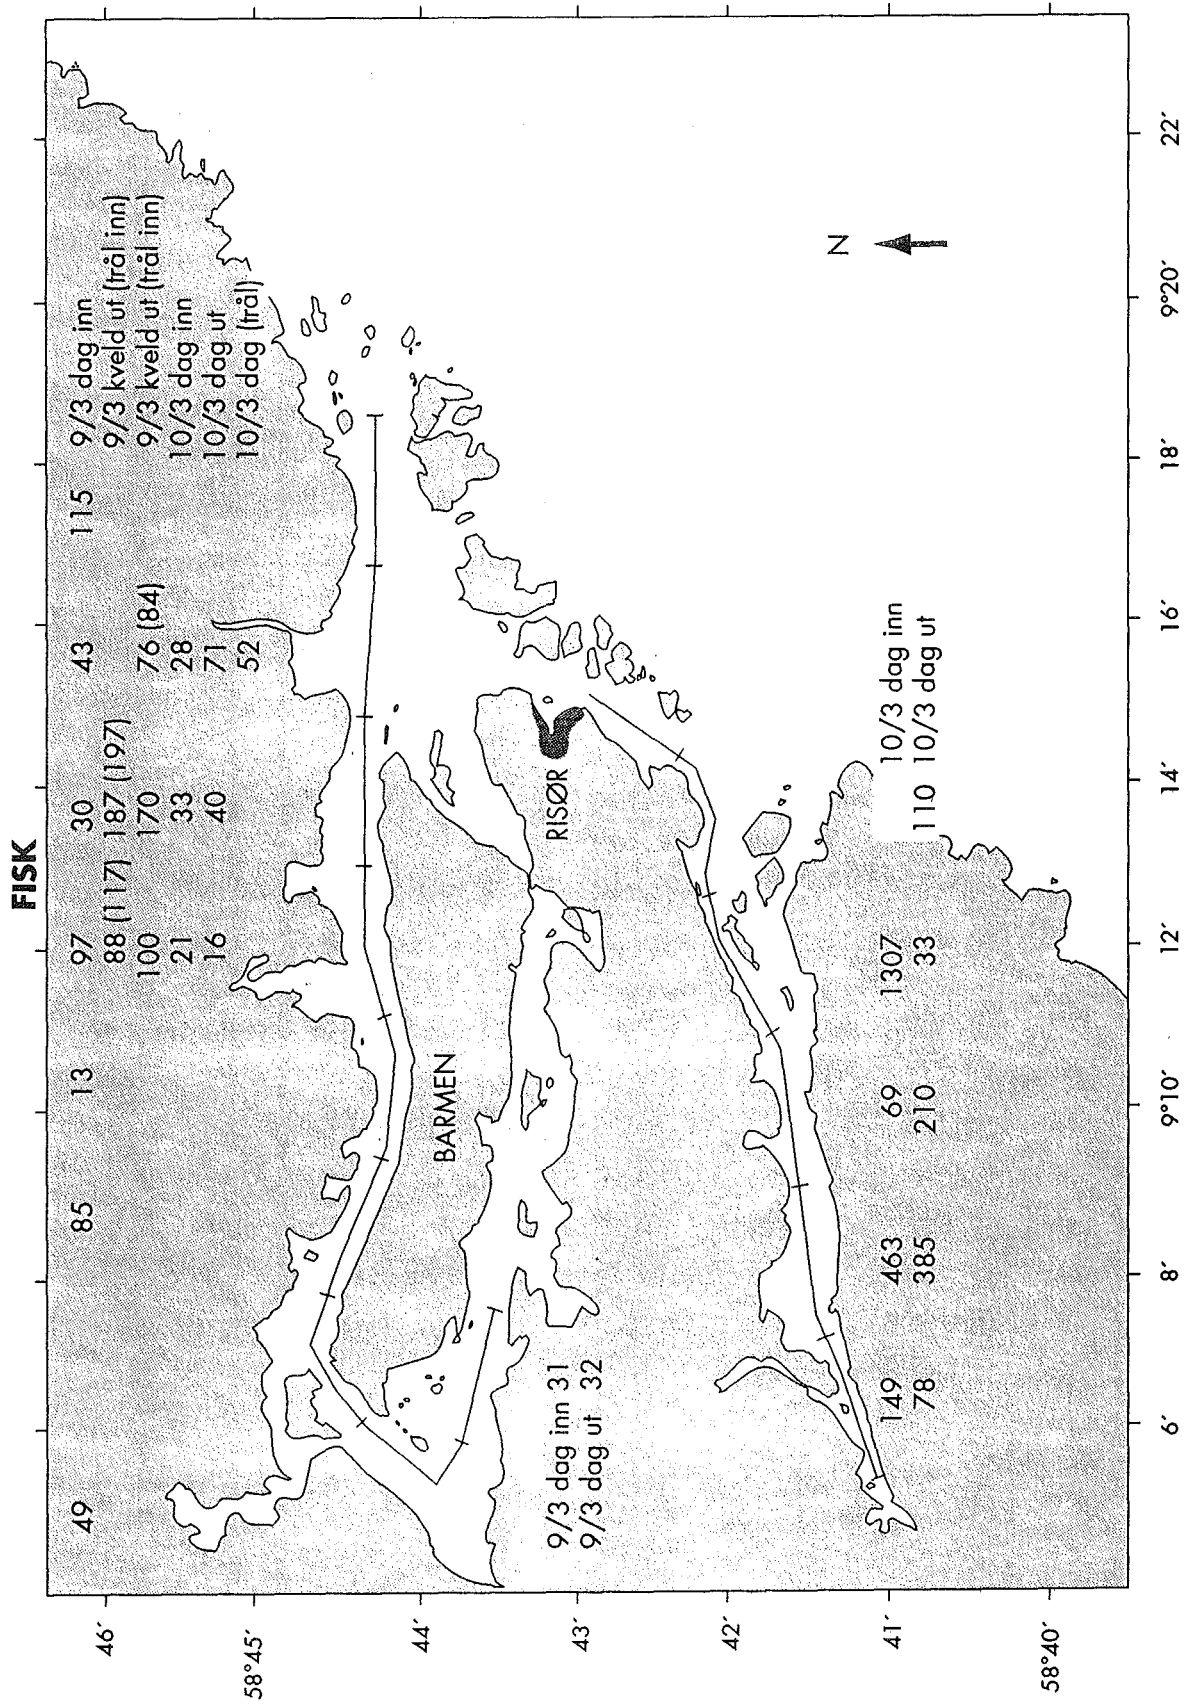 FISK
49 85 13 97 30 43 115 9/3 dag inn
88 (117) 187 (197) 9/3 kveld ut (trål inn)
100 170 76 (84) 9/3 kveld ut (trål inn)
21 33 28 10/3 dag inn
16 40 71 10/3 dag ut
52 10/3 dag (trål)
46´
58°45´
44´
43´
42´
41´
58°40´
BARMEN
RISØR
N
9/3 dag inn 31
9/3 dag ut 32
149 463 69 1307 10/3 dag inn
78 385 210 33 110 10/3 dag ut
6´ 8´ 9°10´ 12´ 14´ 16´ 18´ 9°20´ 22´